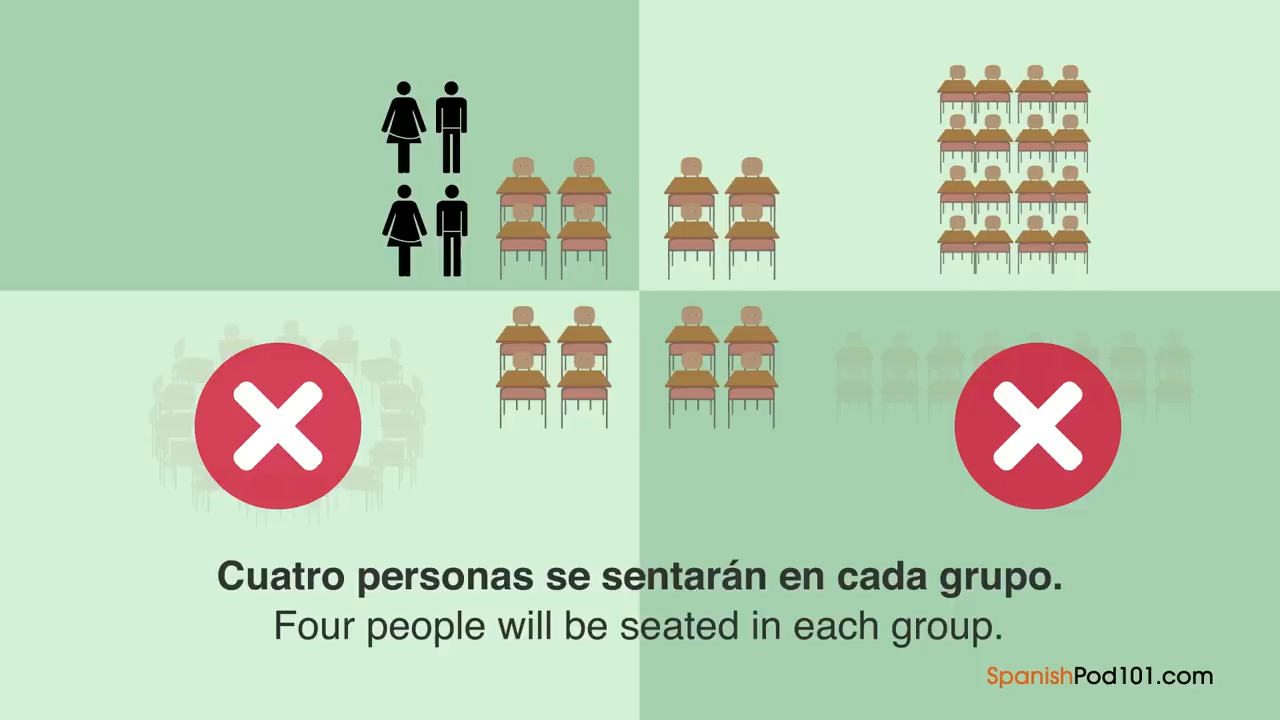 Cuatro personas se sentarán en cada grupo.
Four people will be seated in each group.
SpanishPod101.com